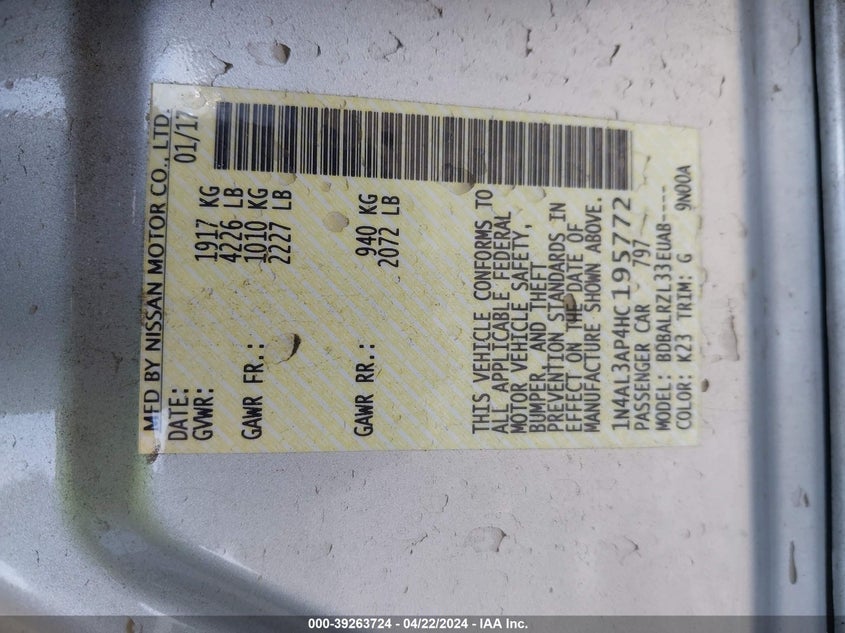 MFD BY NISSAN MOTOR CO., LTD.
DATE: 01/17
GVWR: 1917 KG
4226 LB
GAWR FR.: 1010 KG
2227 LB
GAWR RR.: 940 KG
2072 LB
THIS VEHICLE CONFORMS TO
ALL APPLICABLE FEDERAL
MOTOR VEHICLE SAFETY,
BUMPER, AND THEFT
PREVENTION STANDARDS IN
EFFECT ON THE DATE OF
MANUFACTURE SHOWN ABOVE.
1N4AL3AP4HC195772
PASSENGER CAR 797
MODEL: BDBALRZL33EUAB----
COLOR: K23 TRIM: G 9N00A
000-39263724 - 04/22/2024 - IAA Inc.